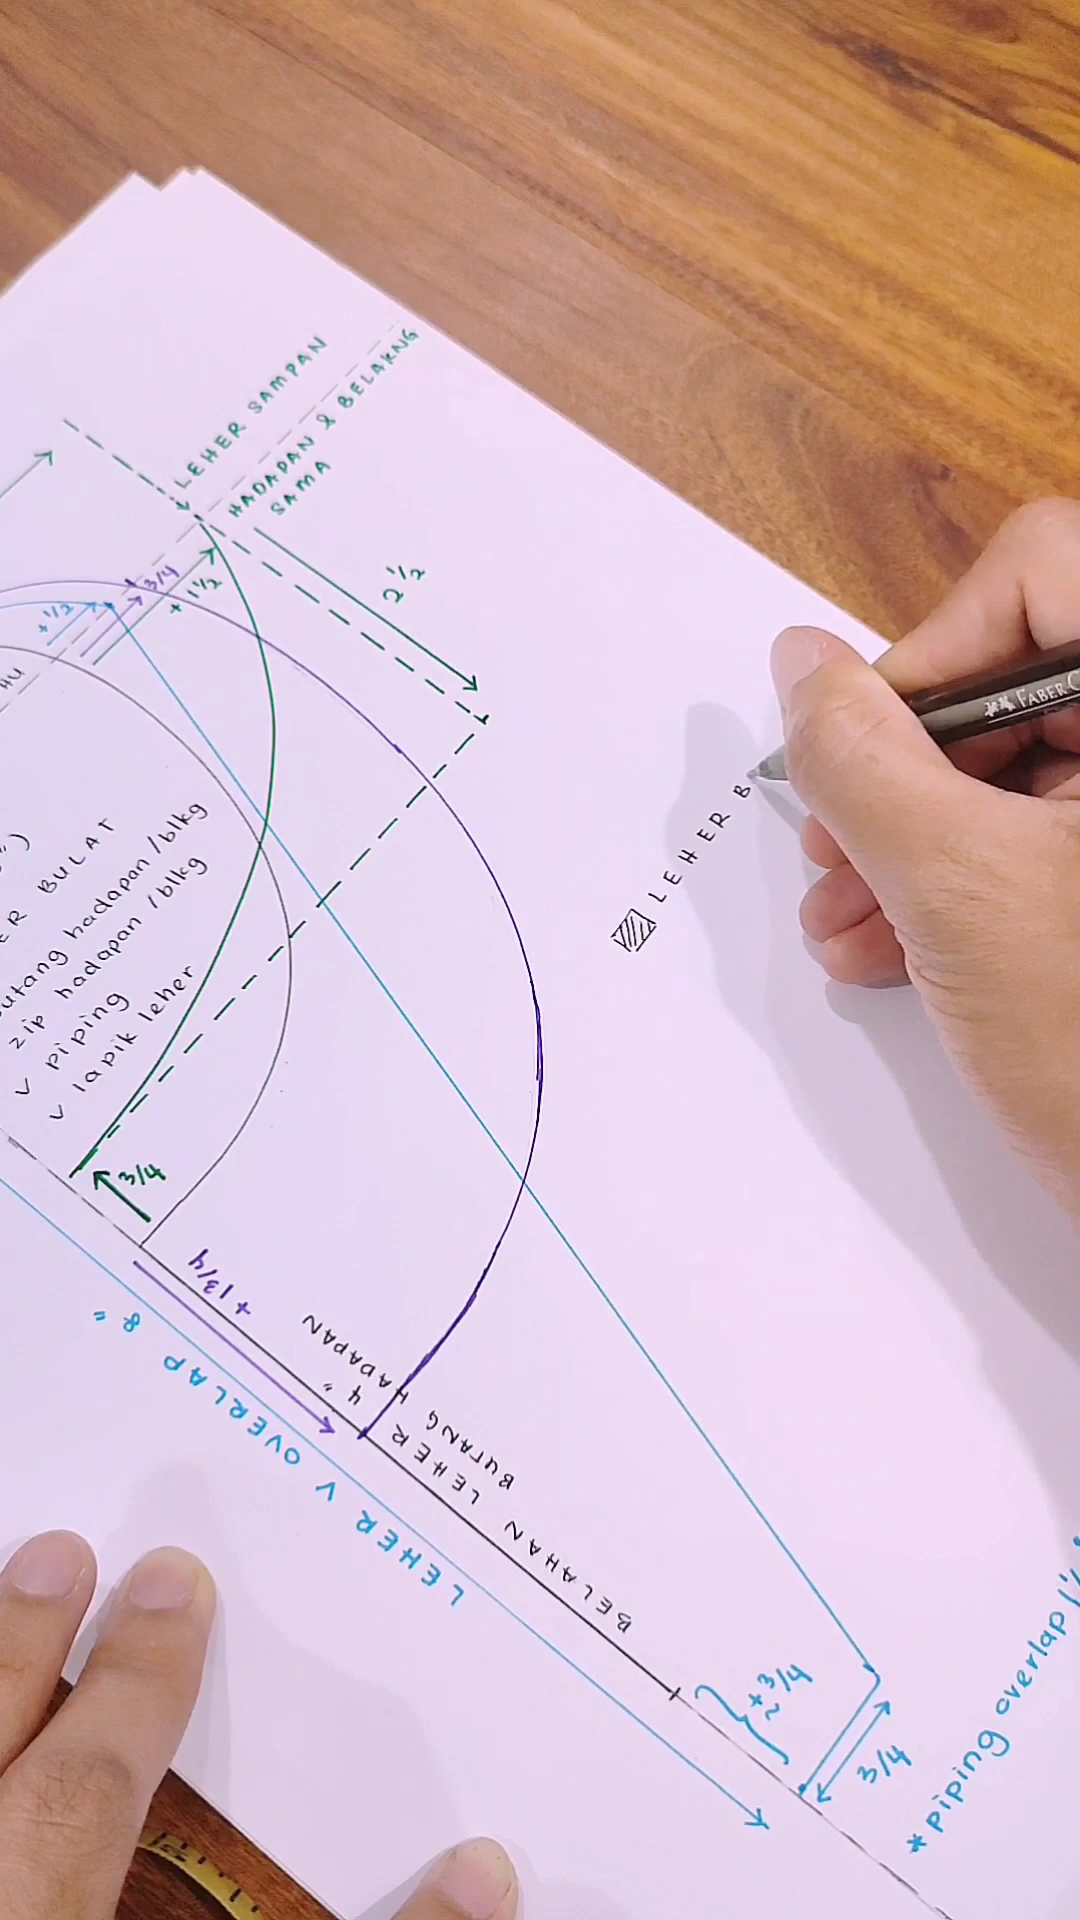 LEHER SAMPAN
HADAPAN & BELAKNG
SAMA
2 1/2
+ 1/2
3/4
+ 1 1/2
HU
BULAT
hadapan /blkg
zip hadapan /blkg
v piping
v lapik leher
3/4
+1 3/4
4" HADAPAN
BELAHAN LEHER
BUTANG
LEHER V OVERLAP 8"
+3/4
3/4
*piping overlap
LEHER B
FABER C